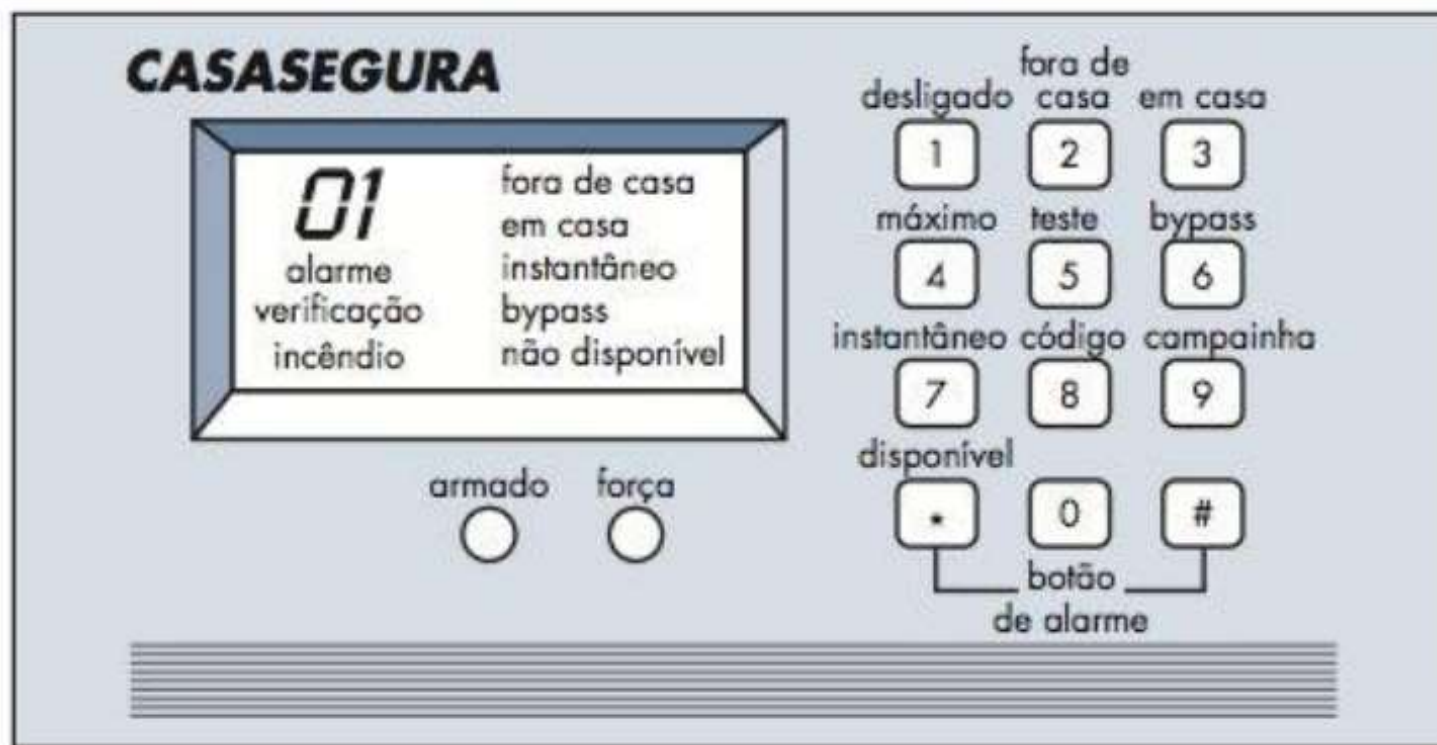 CASASEGURA
01
alarme
verificação
incêndio
fora de casa
em casa
instantâneo
bypass
não disponível
armado força
desligado fora de casa em casa
1 2 3
máximo teste bypass
4 5 6
instantâneo código campainha
7 8 9
disponível
* 0 #
botão
de alarme